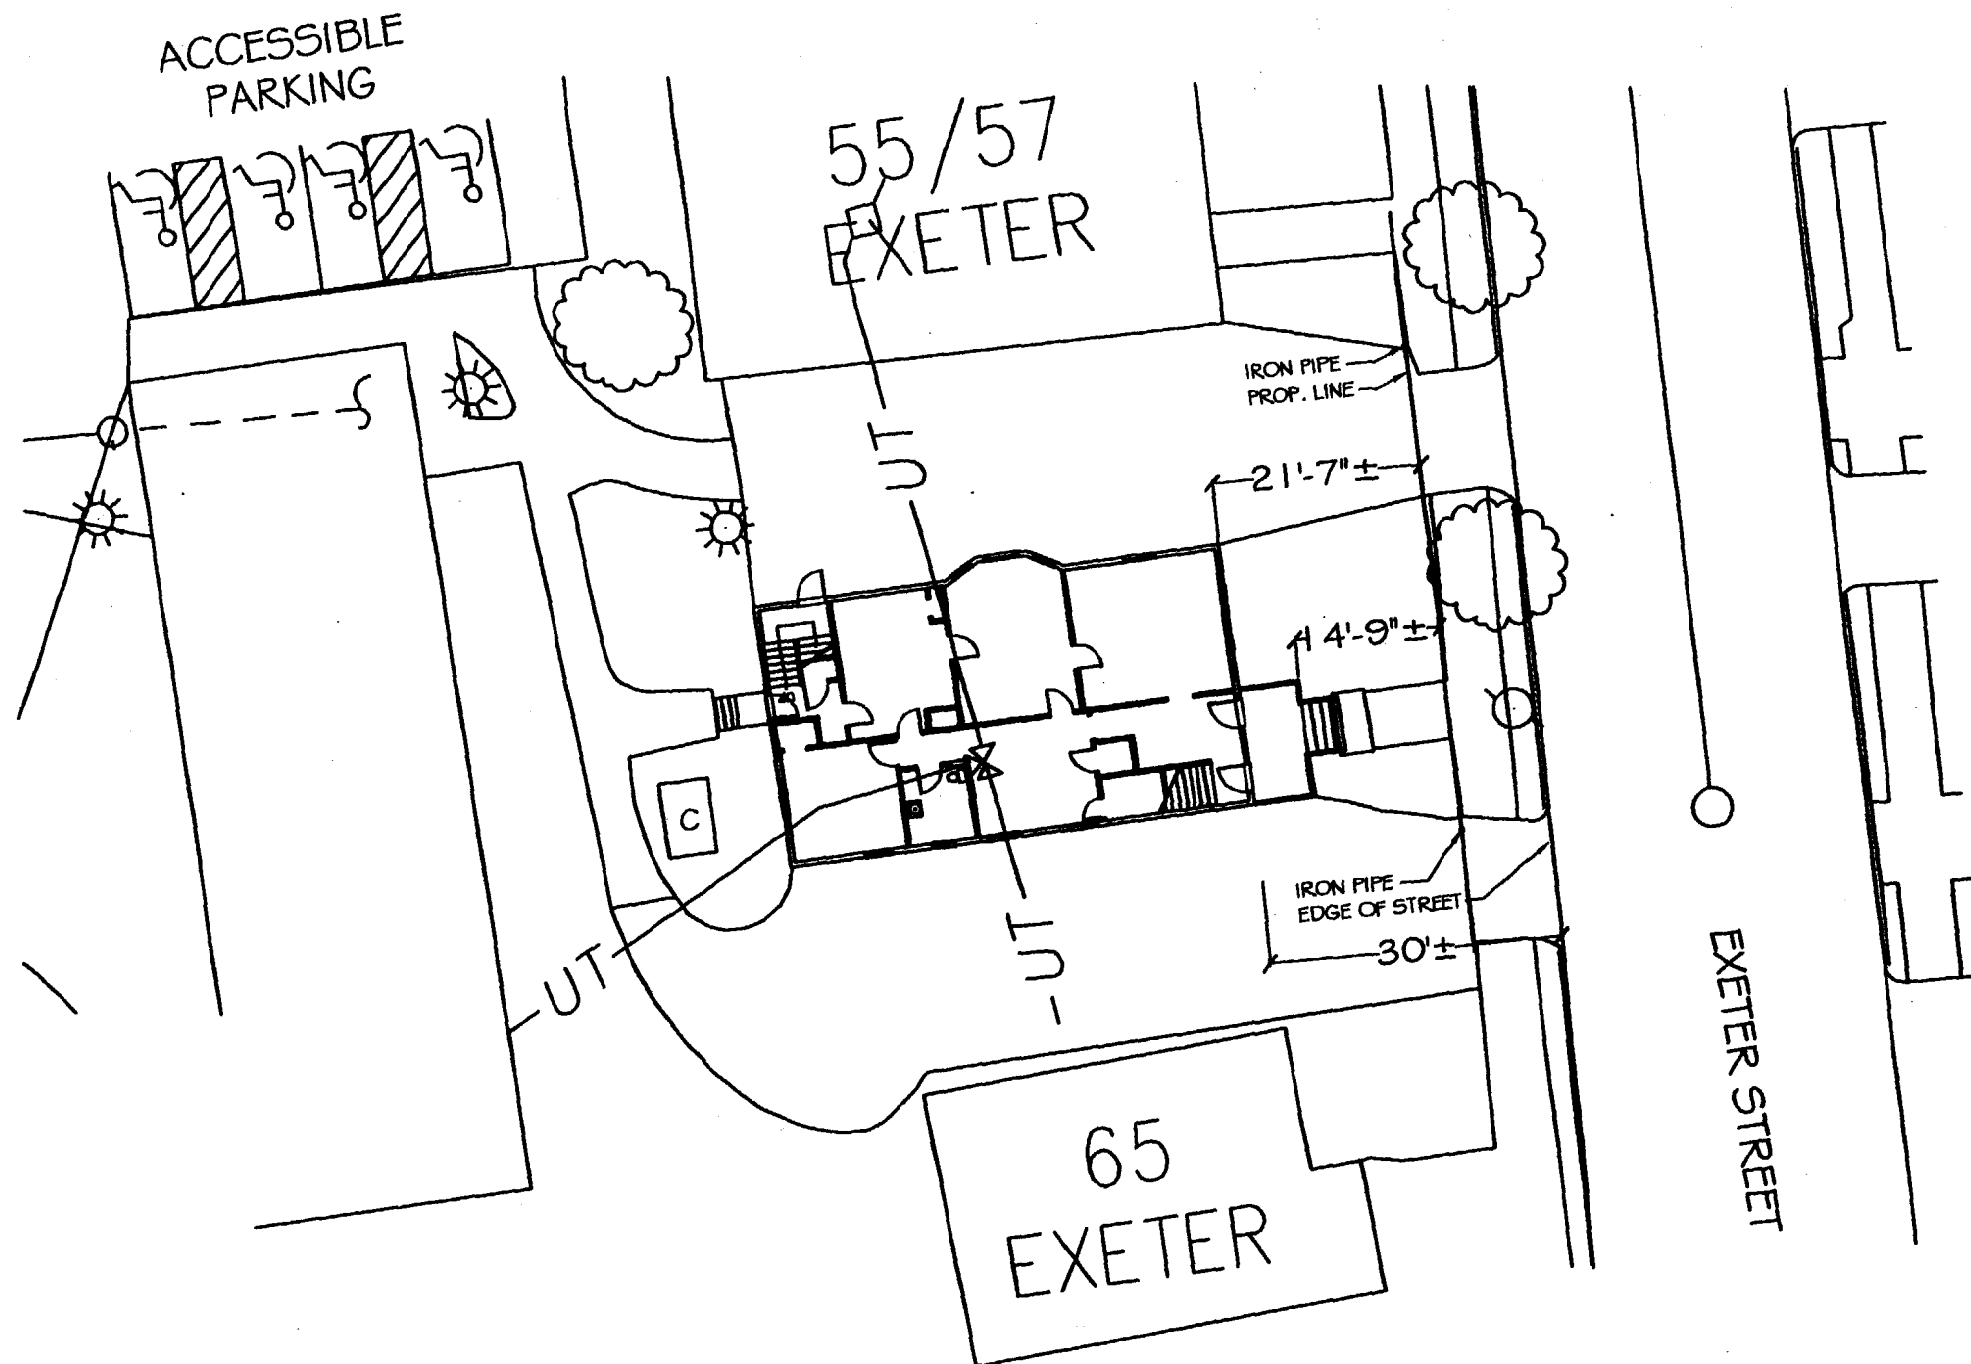 ACCESSIBLE
PARKING
55/57
EXETER
IRON PIPE
PROP. LINE
UT
21'-7"±
14'-9"±
C
IRON PIPE
EDGE OF STREET
30'±
UT
UT
EXETER STREET
65
EXETER